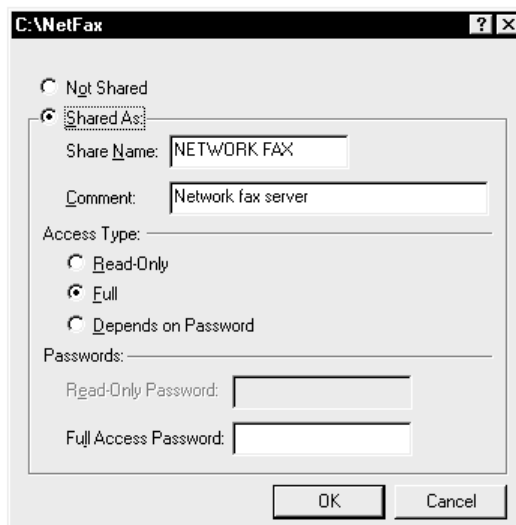 C:\NetFax
Not Shared
Shared As:
Share Name: NETWORK FAX
Comment: Network fax server
Access Type:
Read-Only
Full
Depends on Password
Passwords:
Read-Only Password:
Full Access Password:
OK Cancel